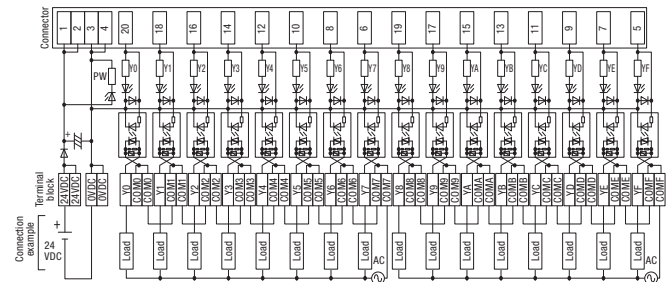 Connector
1 2 3 4 20 18 16 14 12 10 8 6 19 17 15 13 11 9 7 5
PW Y0 Y1 Y2 Y3 Y4 Y5 Y6 Y7 Y8 Y9 YA YB YC YD YE YF
+
Terminal block
24VDC 24VDC 0VDC 0VDC Y0 COM0 COM0 Y1 COM1 COM1 Y2 COM2 COM2 Y3 COM3 COM3 Y4 COM4 COM4 Y5 COM5 COM5 Y6 COM6 COM6 Y7 COM7 COM7 Y8 COM8 COM8 Y9 COM9 COM9 YA COMA COMA YB COMB COMB YC COMC COMC YD COMD COMD YE COME COME YF COMF COMF
Connection example
+
24
VDC
Load Load Load Load Load Load Load Load AC Load Load Load Load Load Load Load Load AC